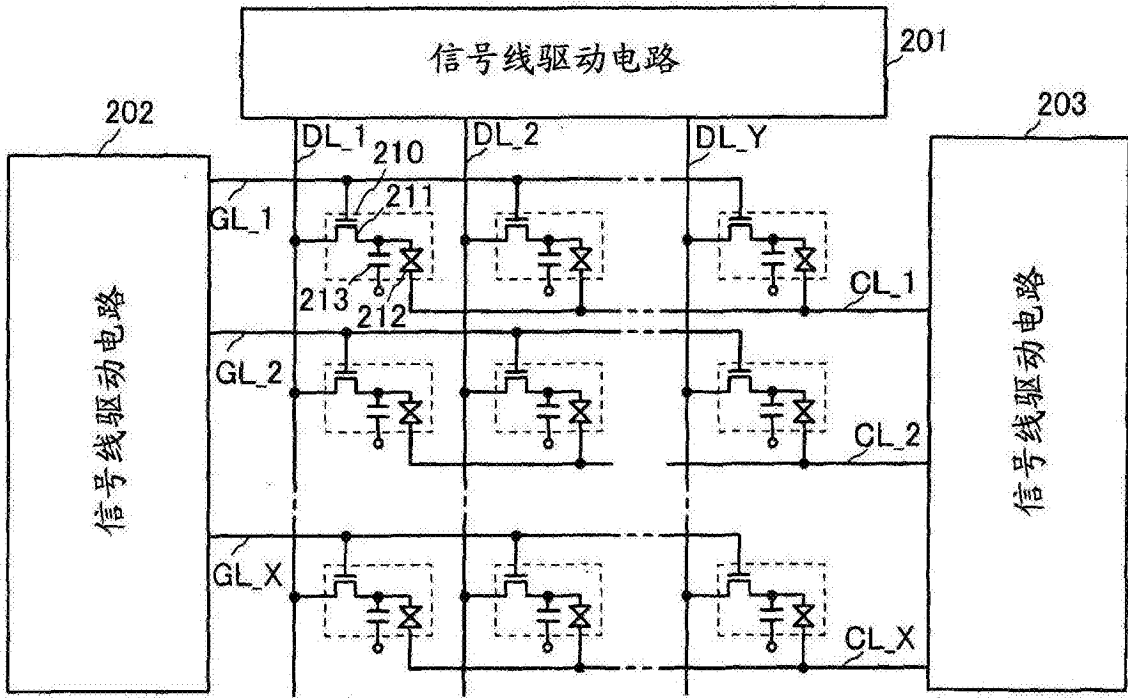 信号线驱动电路
201
202
203
DL_1
DL_2
DL_Y
210
GL_1
211
213
212
CL_1
信号线驱动电路
信号线驱动电路
GL_2
CL_2
GL_X
CL_X